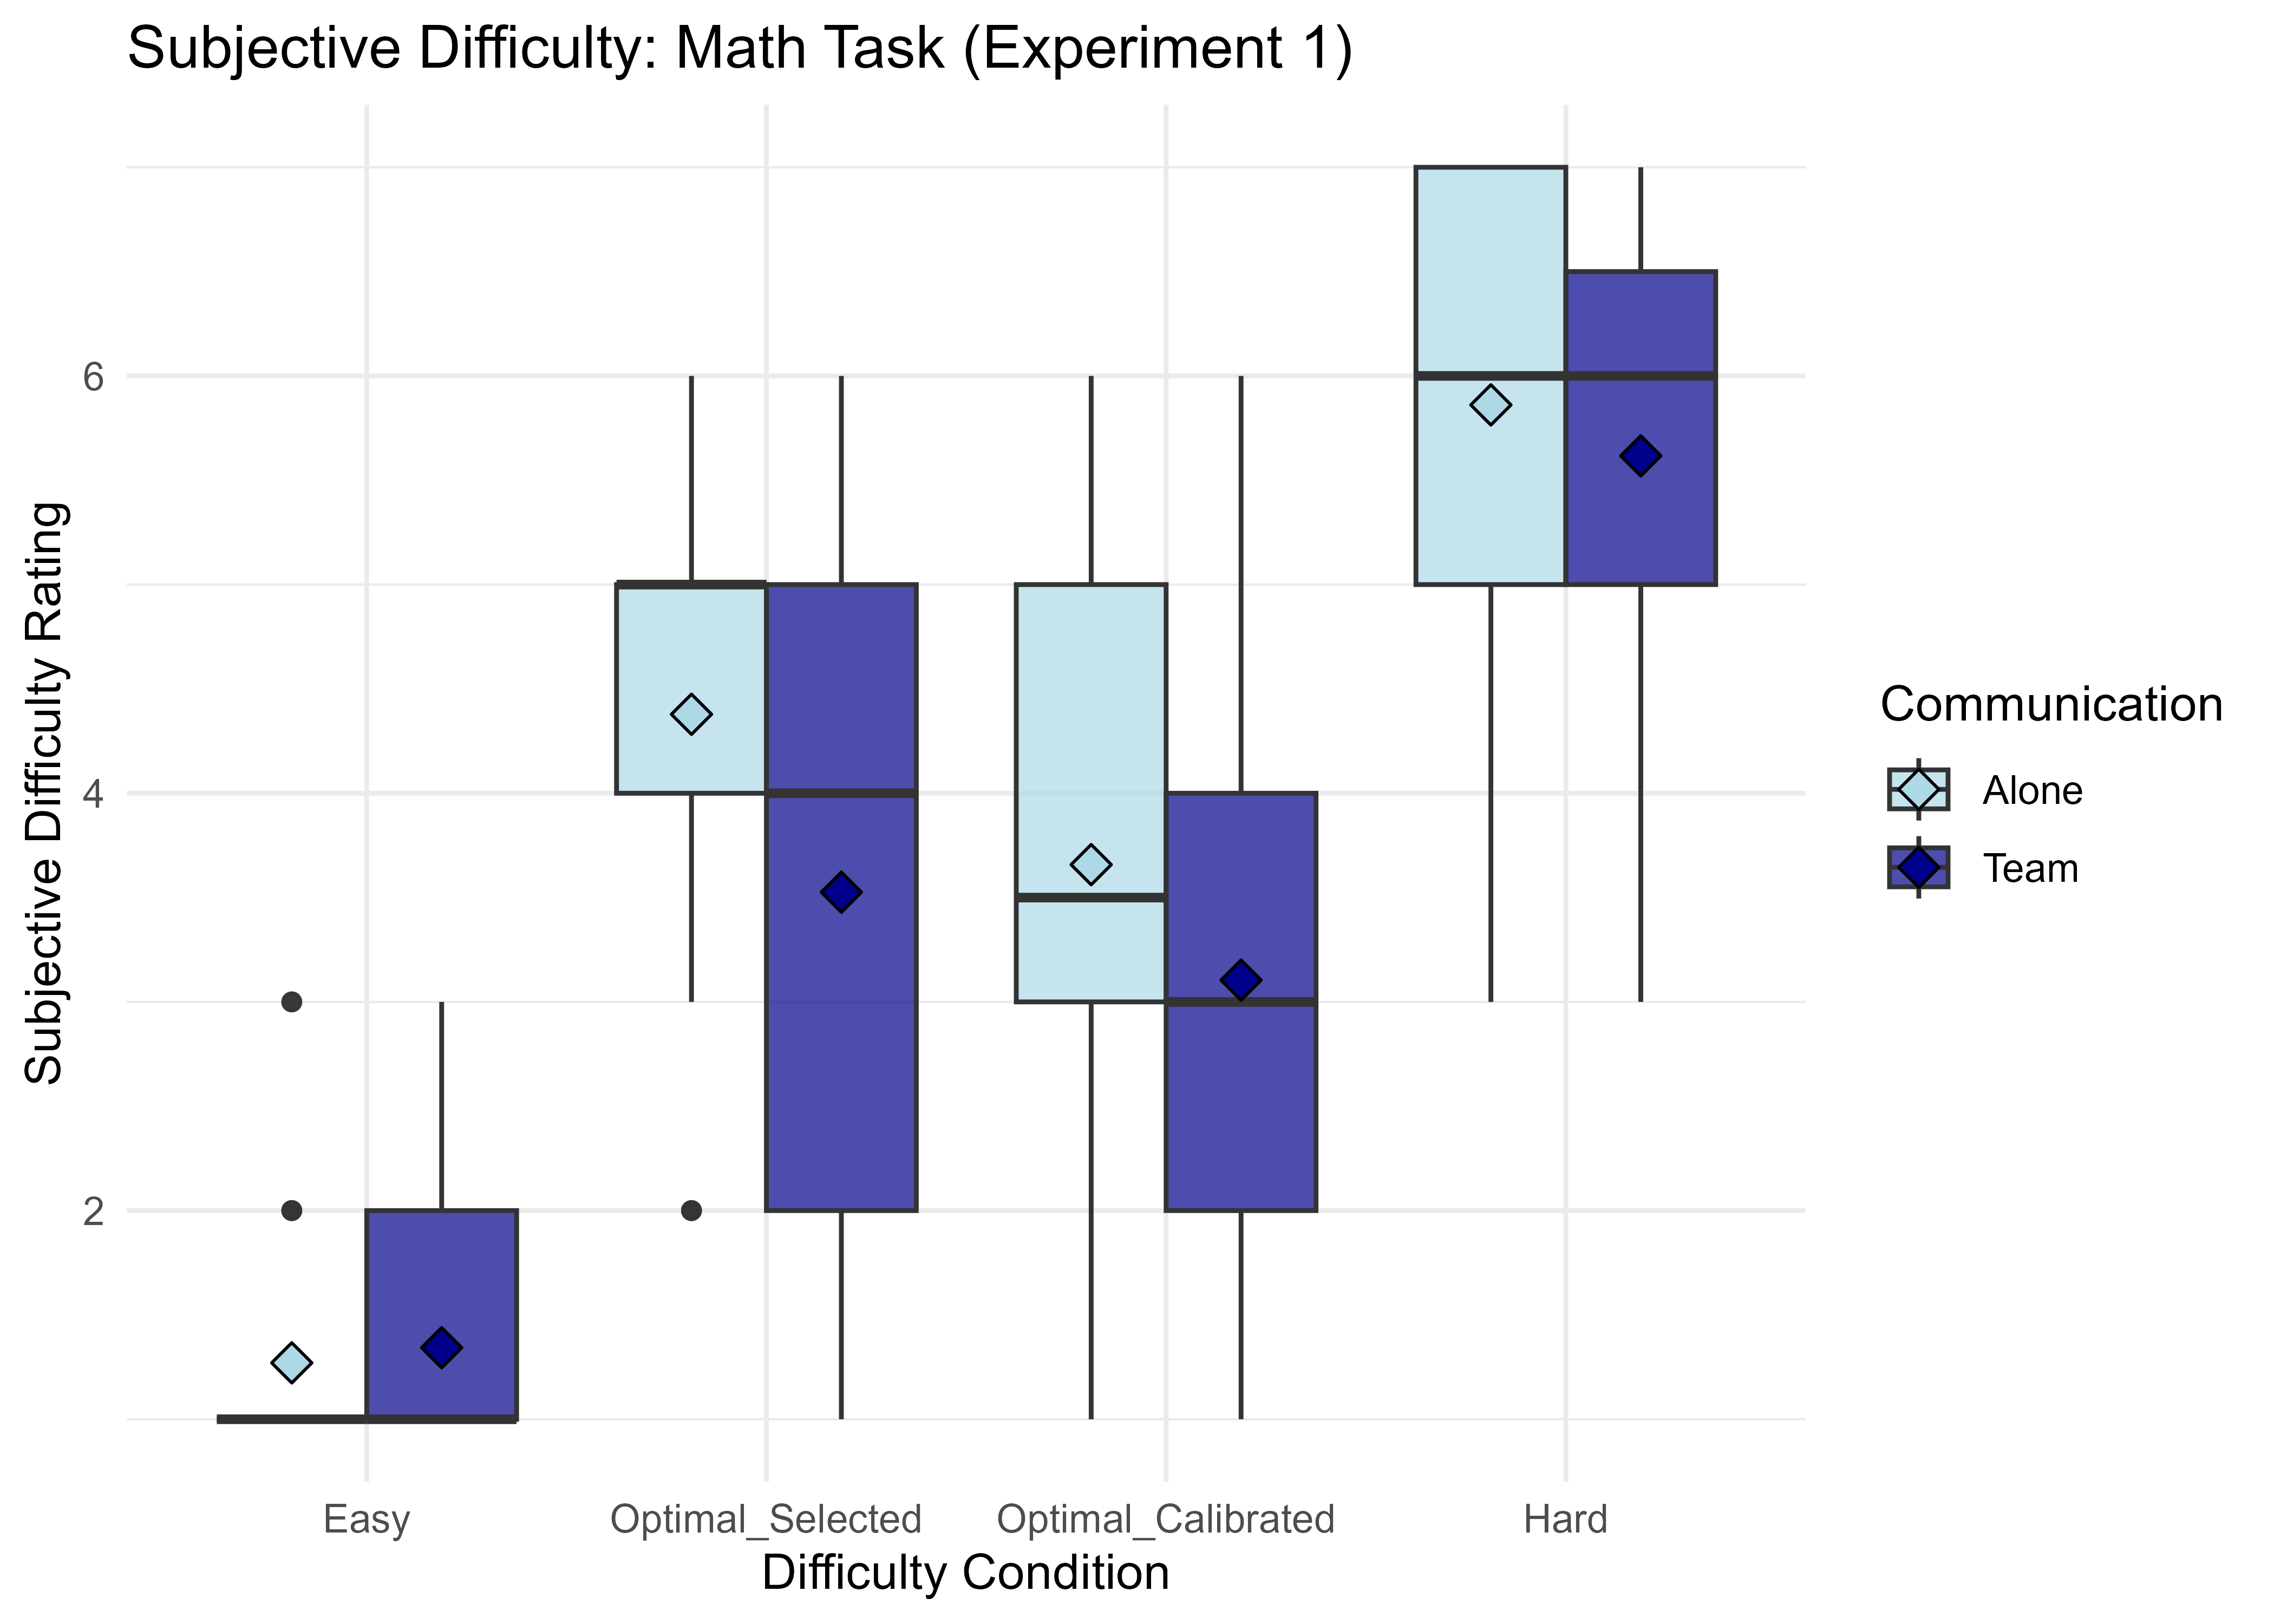 Subjective Difficulty: Math Task (Experiment 1)
Subjective Difficulty Rating
6
4
2
Easy
Optimal_Selected
Optimal_Calibrated
Hard
Difficulty Condition
Communication
Alone
Team